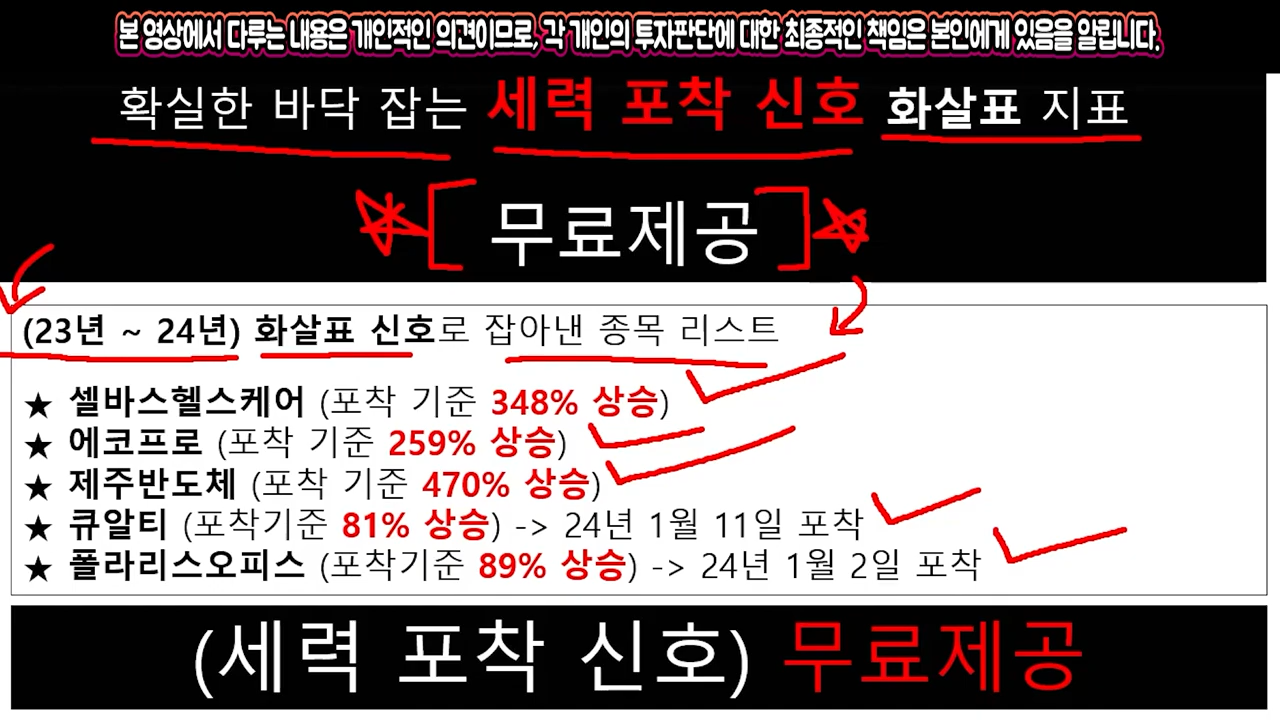 본 영상에서 다루는 내용은 개인적인 의견이므로, 각 개인의 투자판단에 대한 최종적인 책임은 본인에게 있음을 알립니다.
확실한 바닥 잡는 세력 포착 신호 화살표 지표
무료제공
(23년 ~ 24년) 화살표 신호로 잡아낸 종목 리스트
★ 셀바스헬스케어 (포착 기준 348% 상승)
★ 에코프로 (포착 기준 259% 상승)
★ 제주반도체 (포착 기준 470% 상승)
★ 큐알티 (포착기준 81% 상승) -> 24년 1월 11일 포착
★ 폴라리스오피스 (포착기준 89% 상승) -> 24년 1월 2일 포착
(세력 포착 신호) 무료제공